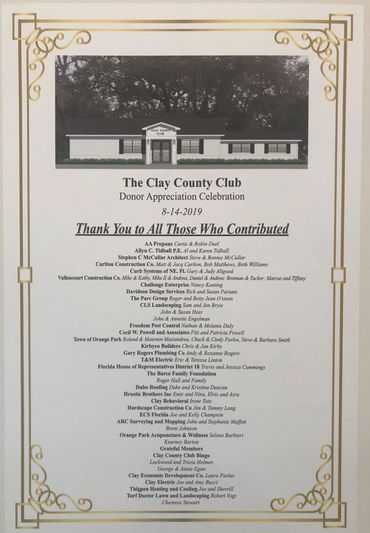 CLAY COUNTY
CLUB
The Clay County Club
Donor Appreciation Celebration
8-14-2019
Thank You to All Those Who Contributed
AA Propane Curtis & Robin Deel
Allyn C. Tidball P.E. Al and Karen Tidball
Stephen C McCullar Architect Steve & Bonnie McCullar
Carlton Construction Co. Matt & Jacq Carlton, Bob Matthews, Beth Williams
Curb Systems of NE. FL Gary & Judy Aligood
Vallencourt Construction Co. Mike & Kathy, Mike II & Andrea, Daniel & Andrea, Brennan & Tucker, Marcus and Tiffany
Challenge Enterprise Nancy Keating
Davidson Design Services Rick and Susan Pariani
The Parc Group Roger and Betty Jean O'steen
CLS Landscaping Sam and Jen Bryie
John & Susan Hess
John & Annette Engelman
Freedom Pest Control Nathan & Melania Daly
Cecil W. Powell and Associates Fitz and Patricia Powell
Town of Orange Park Roland & Maureen Mastandrea, Chuck & Cindy Pavlos, Steve & Barbara Smith
Kirbyco Builders Chris & Jan Kirby
Gary Rogers Plumbing Co Andy & Rosanne Rogers
T&M Electric Eric & Teresa Linton
Florida House of Representatives District 18 Travis and Jessica Cummings
The Barco Family Foundation
Roger Hall and Family
Dubs Roofing Duke and Kristina Duncan
Hrustic Brothers Inc Emir and Nina, Elvis and Azra
Clay Behavioral Irene Toto
Hardscape Construction Co Jim & Tammy Lang
ECS Florida Joe and Kelly Champion
ARC Surveying and Mapping John and Stephanie Moffett
Brent Johnson
Orange Park Acupuncture & Wellness Selena Barbieri
Kearney Barton
Grateful Members
Clay County Club Bingo
Lockwood and Tricia Holmes
George & Annie Egan
Clay Economic Development Co. Laura Pavlus
Clay Electric Joe and Amy Bucci
Thigpen Heating and Cooling Joe and Sherrill
Turf Doctor Lawn and Landscaping Robert Vogt
Chereese Stewart